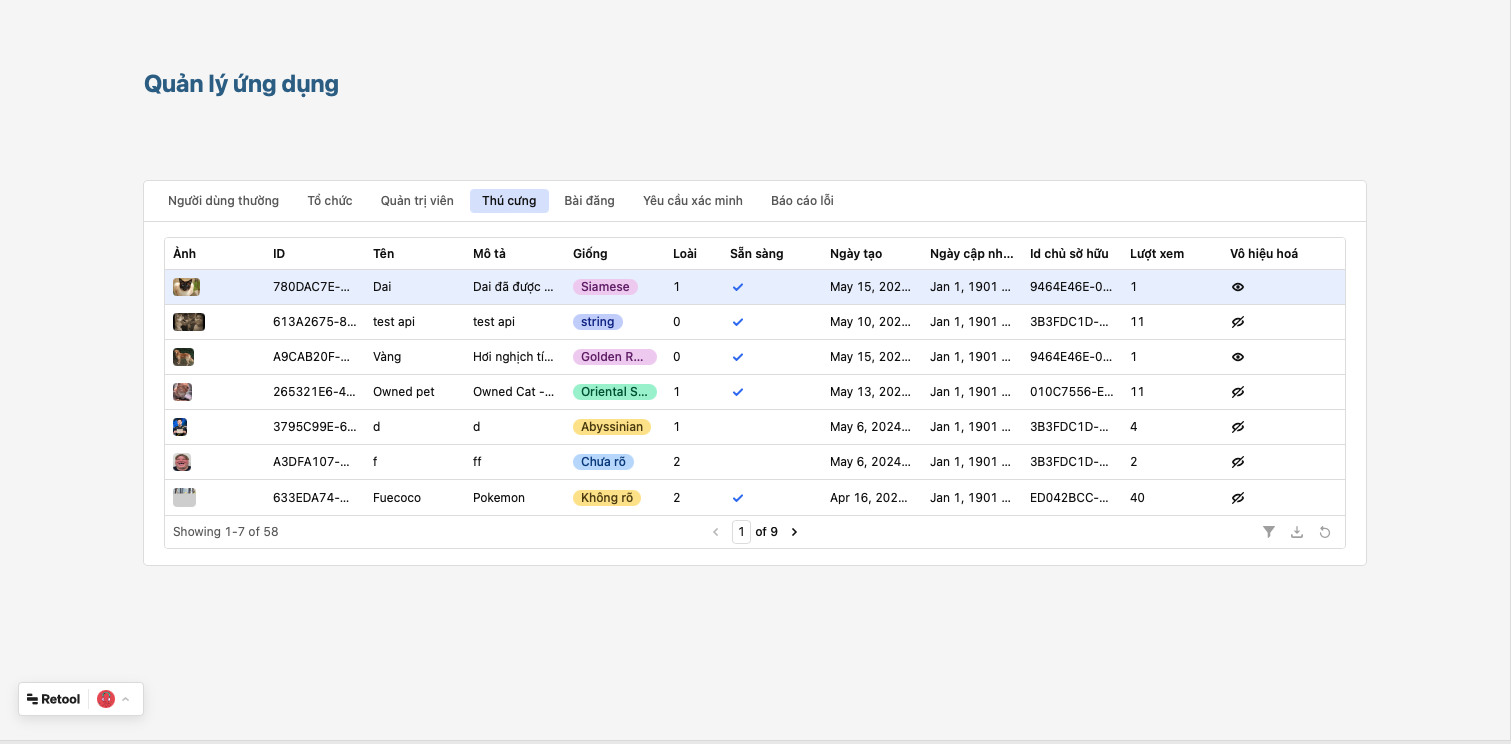 Quản lý ứng dụng
Người dùng thường Tổ chức Quản trị viên Thú cưng Bài đăng Yêu cầu xác minh Báo cáo lỗi
Ảnh ID Tên Mô tả Giống Loài Sẵn sàng Ngày tạo Ngày cập nh... Id chủ sở hữu Lượt xem Vô hiệu hoá
780DAC7E-... Dai Dai đã được ... Siamese 1 May 15, 202... Jan 1, 1901 ... 9464E46E-0... 1
613A2675-8... test api test api string 0 May 10, 202... Jan 1, 1901 ... 3B3FDC1D-... 11
A9CAB20F-... Vàng Hơi nghịch tí... Golden R... 0 May 15, 202... Jan 1, 1901 ... 9464E46E-0... 1
265321E6-4... Owned pet Owned Cat -... Oriental S... 1 May 13, 202... Jan 1, 1901 ... 010C7556-E... 11
3795C99E-6... d d Abyssinian 1 May 6, 2024... Jan 1, 1901 ... 3B3FDC1D-... 4
A3DFA107-... f ff Chưa rõ 2 May 6, 2024... Jan 1, 1901 ... 3B3FDC1D-... 2
633EDA74-... Fuecoco Pokemon Không rõ 2 Apr 16, 202... Jan 1, 1901 ... ED042BCC-... 40
Showing 1-7 of 58 1 of 9
Retool